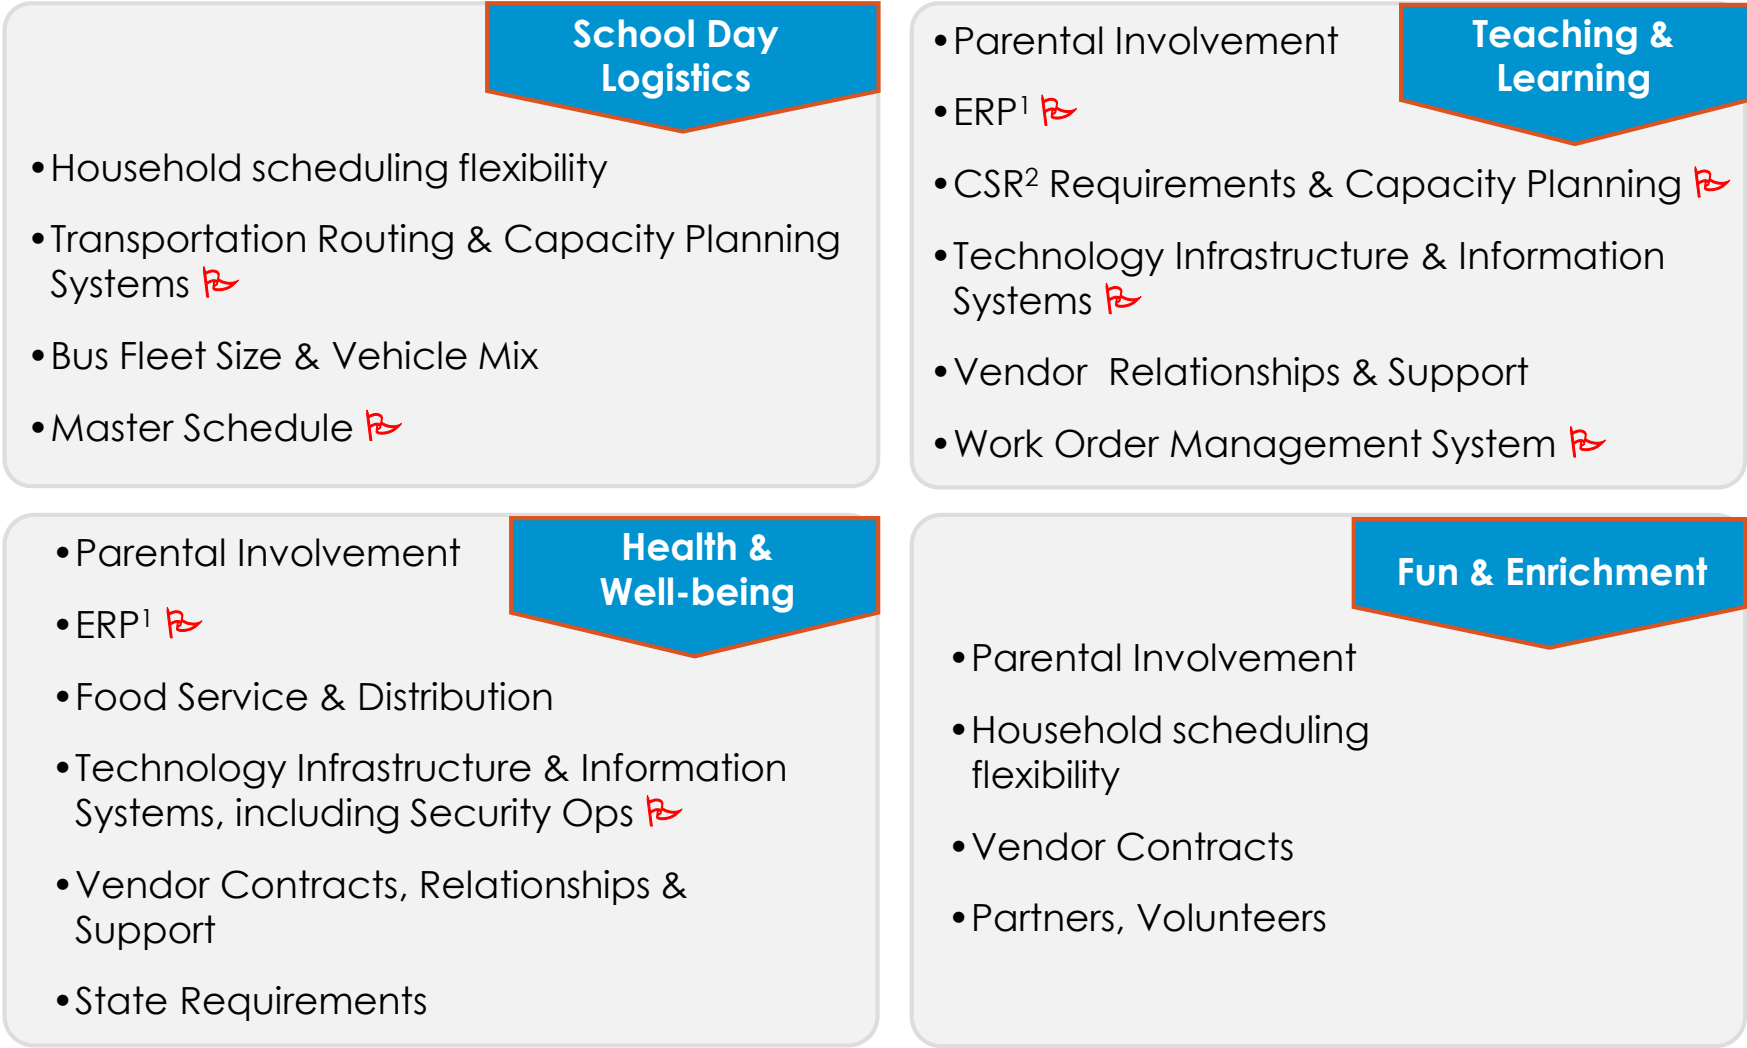 School Day
Logistics
•Household scheduling flexibility
•Transportation Routing & Capacity Planning
Systems
•Bus Fleet Size & Vehicle Mix
•Master Schedule
Teaching &
Learning
•Parental Involvement
•ERP¹
•CSR² Requirements & Capacity Planning
•Technology Infrastructure & Information
Systems
•Vendor  Relationships & Support
•Work Order Management System
Health &
Well-being
•Parental Involvement
•ERP¹
•Food Service & Distribution
•Technology Infrastructure & Information
Systems, including Security Ops
•Vendor Contracts, Relationships &
Support
•State Requirements
Fun & Enrichment
•Parental Involvement
•Household scheduling
flexibility
•Vendor Contracts
•Partners, Volunteers